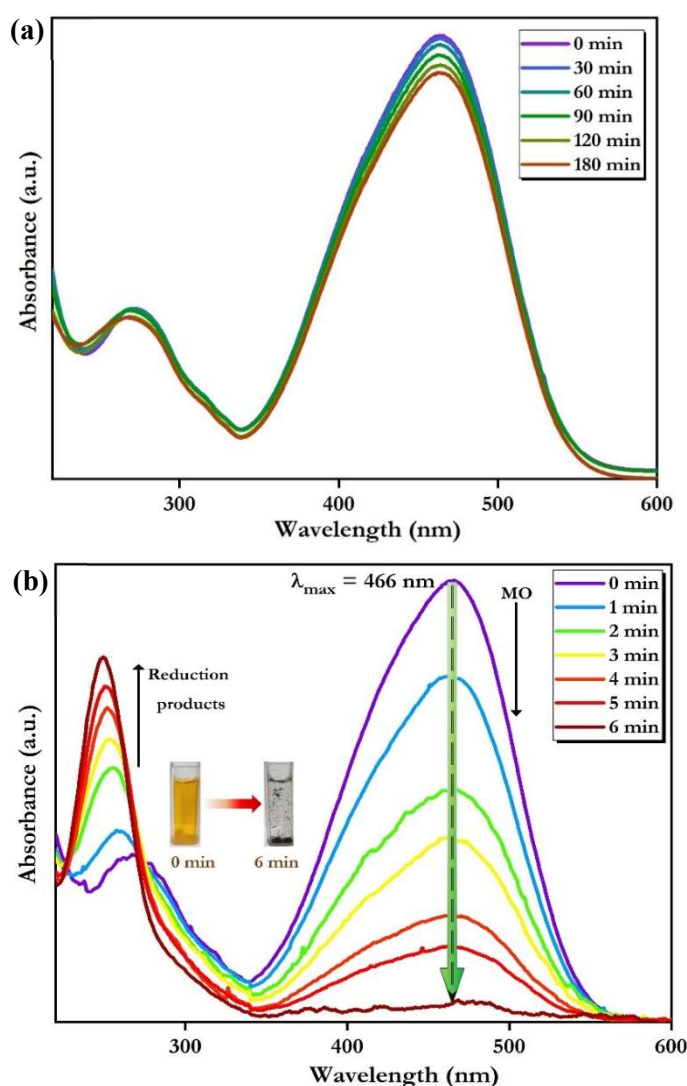 (a)
0 min
30 min
60 min
90 min
120 min
180 min
Absorbance (a.u.)
300
400
500
600
Wavelength (nm)
(b)
λmax = 466 nm
MO
0 min
1 min
2 min
3 min
4 min
5 min
6 min
Reduction
products
0 min
6 min
Absorbance (a.u.)
300
400
500
600
Wavelength (nm)